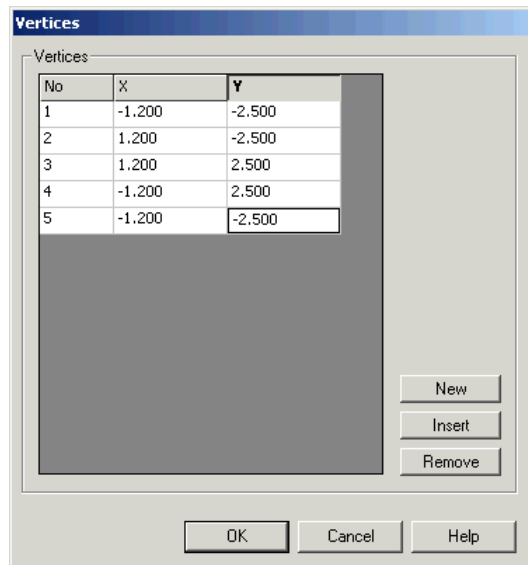 Vertices
Vertices
No X Y
1 -1.200 -2.500
2 1.200 -2.500
3 1.200 2.500
4 -1.200 2.500
5 -1.200 -2.500
New
Insert
Remove
OK Cancel Help